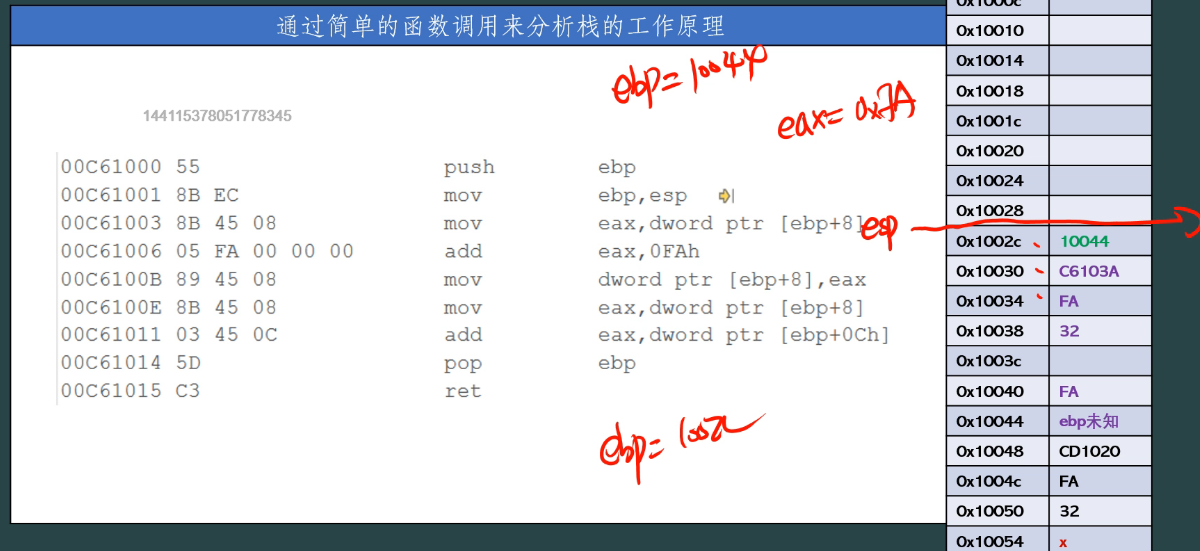 通过简单的函数调用来分析栈的工作原理
ebp=10044
eax=0x7A
144115378051778345
00C61000 55 push ebp
00C61001 8B EC mov ebp,esp
00C61003 8B 45 08 mov eax,dword ptr [ebp+8]
00C61006 05 FA 00 00 00 add eax,0FAh
00C6100B 89 45 08 mov dword ptr [ebp+8],eax
00C6100E 8B 45 08 mov eax,dword ptr [ebp+8]
00C61011 03 45 0C add eax,dword ptr [ebp+0Ch]
00C61014 5D pop ebp
00C61015 C3 ret
esp
ebp=
0x1000c
0x10010
0x10014
0x10018
0x1001c
0x10020
0x10024
0x10028
0x1002c 10044
0x10030 C6103A
0x10034 FA
0x10038 32
0x1003c
0x10040 FA
0x10044 ebp未知
0x10048 CD1020
0x1004c FA
0x10050 32
0x10054 x